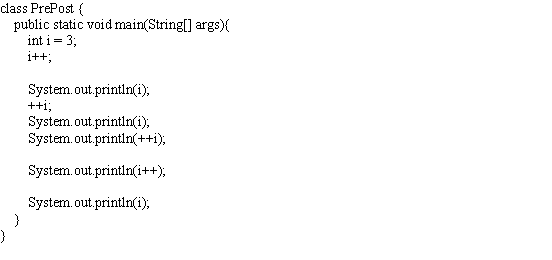 class PrePost {
public static void main(String[] args){
int i = 3;
i++;
System.out.println(i);
++i;
System.out.println(i);
System.out.println(++i);
System.out.println(i++);
System.out.println(i);
}
}